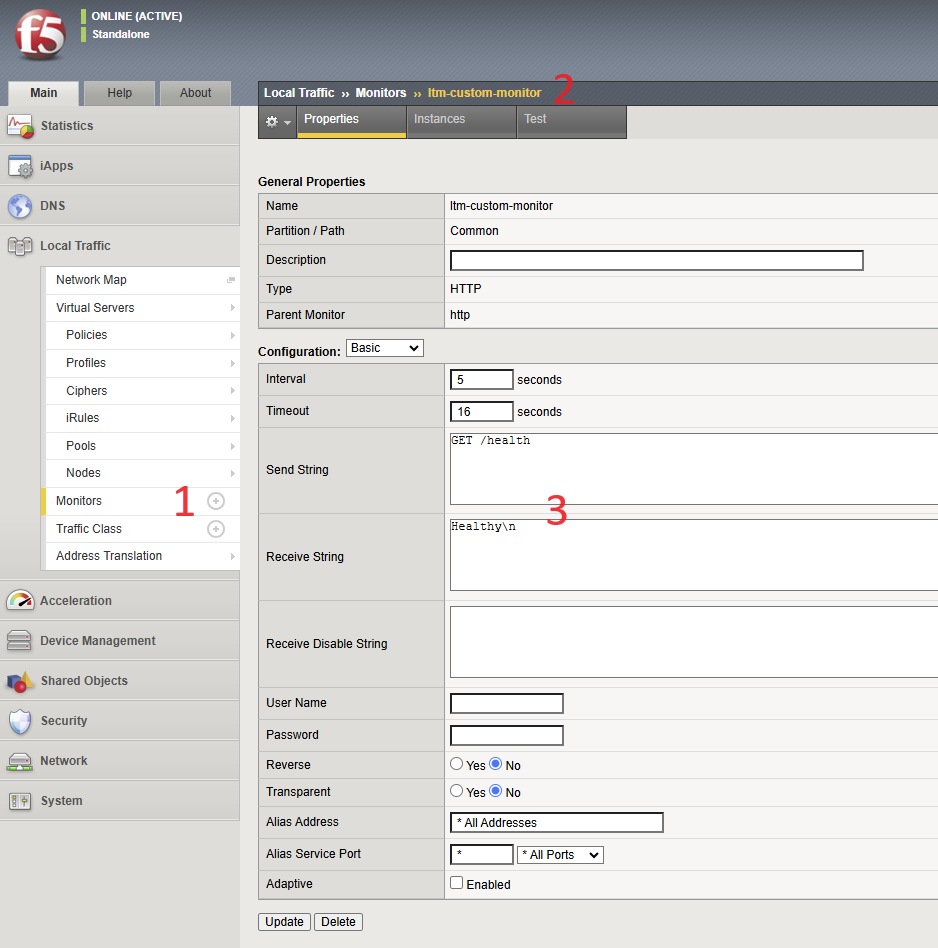 f5
ONLINE (ACTIVE)
Standalone
Main
Help
About
Statistics
iApps
DNS
Local Traffic
Network Map
Virtual Servers
Policies
Profiles
Ciphers
iRules
Pools
Nodes
Monitors
1
Traffic Class
Address Translation
Acceleration
Device Management
Shared Objects
Security
Network
System
Local Traffic ›› Monitors ›› ltm-custom-monitor
2
Properties
Instances
Test
General Properties
Name ltm-custom-monitor
Partition / Path Common
Description
Type HTTP
Parent Monitor http
Configuration: Basic
Interval 5 seconds
Timeout 16 seconds
Send String GET /health
3
Receive String Healthy\n
Receive Disable String
User Name
Password
Reverse Yes No
Transparent Yes No
Alias Address * All Addresses
Alias Service Port * * All Ports
Adaptive Enabled
Update Delete